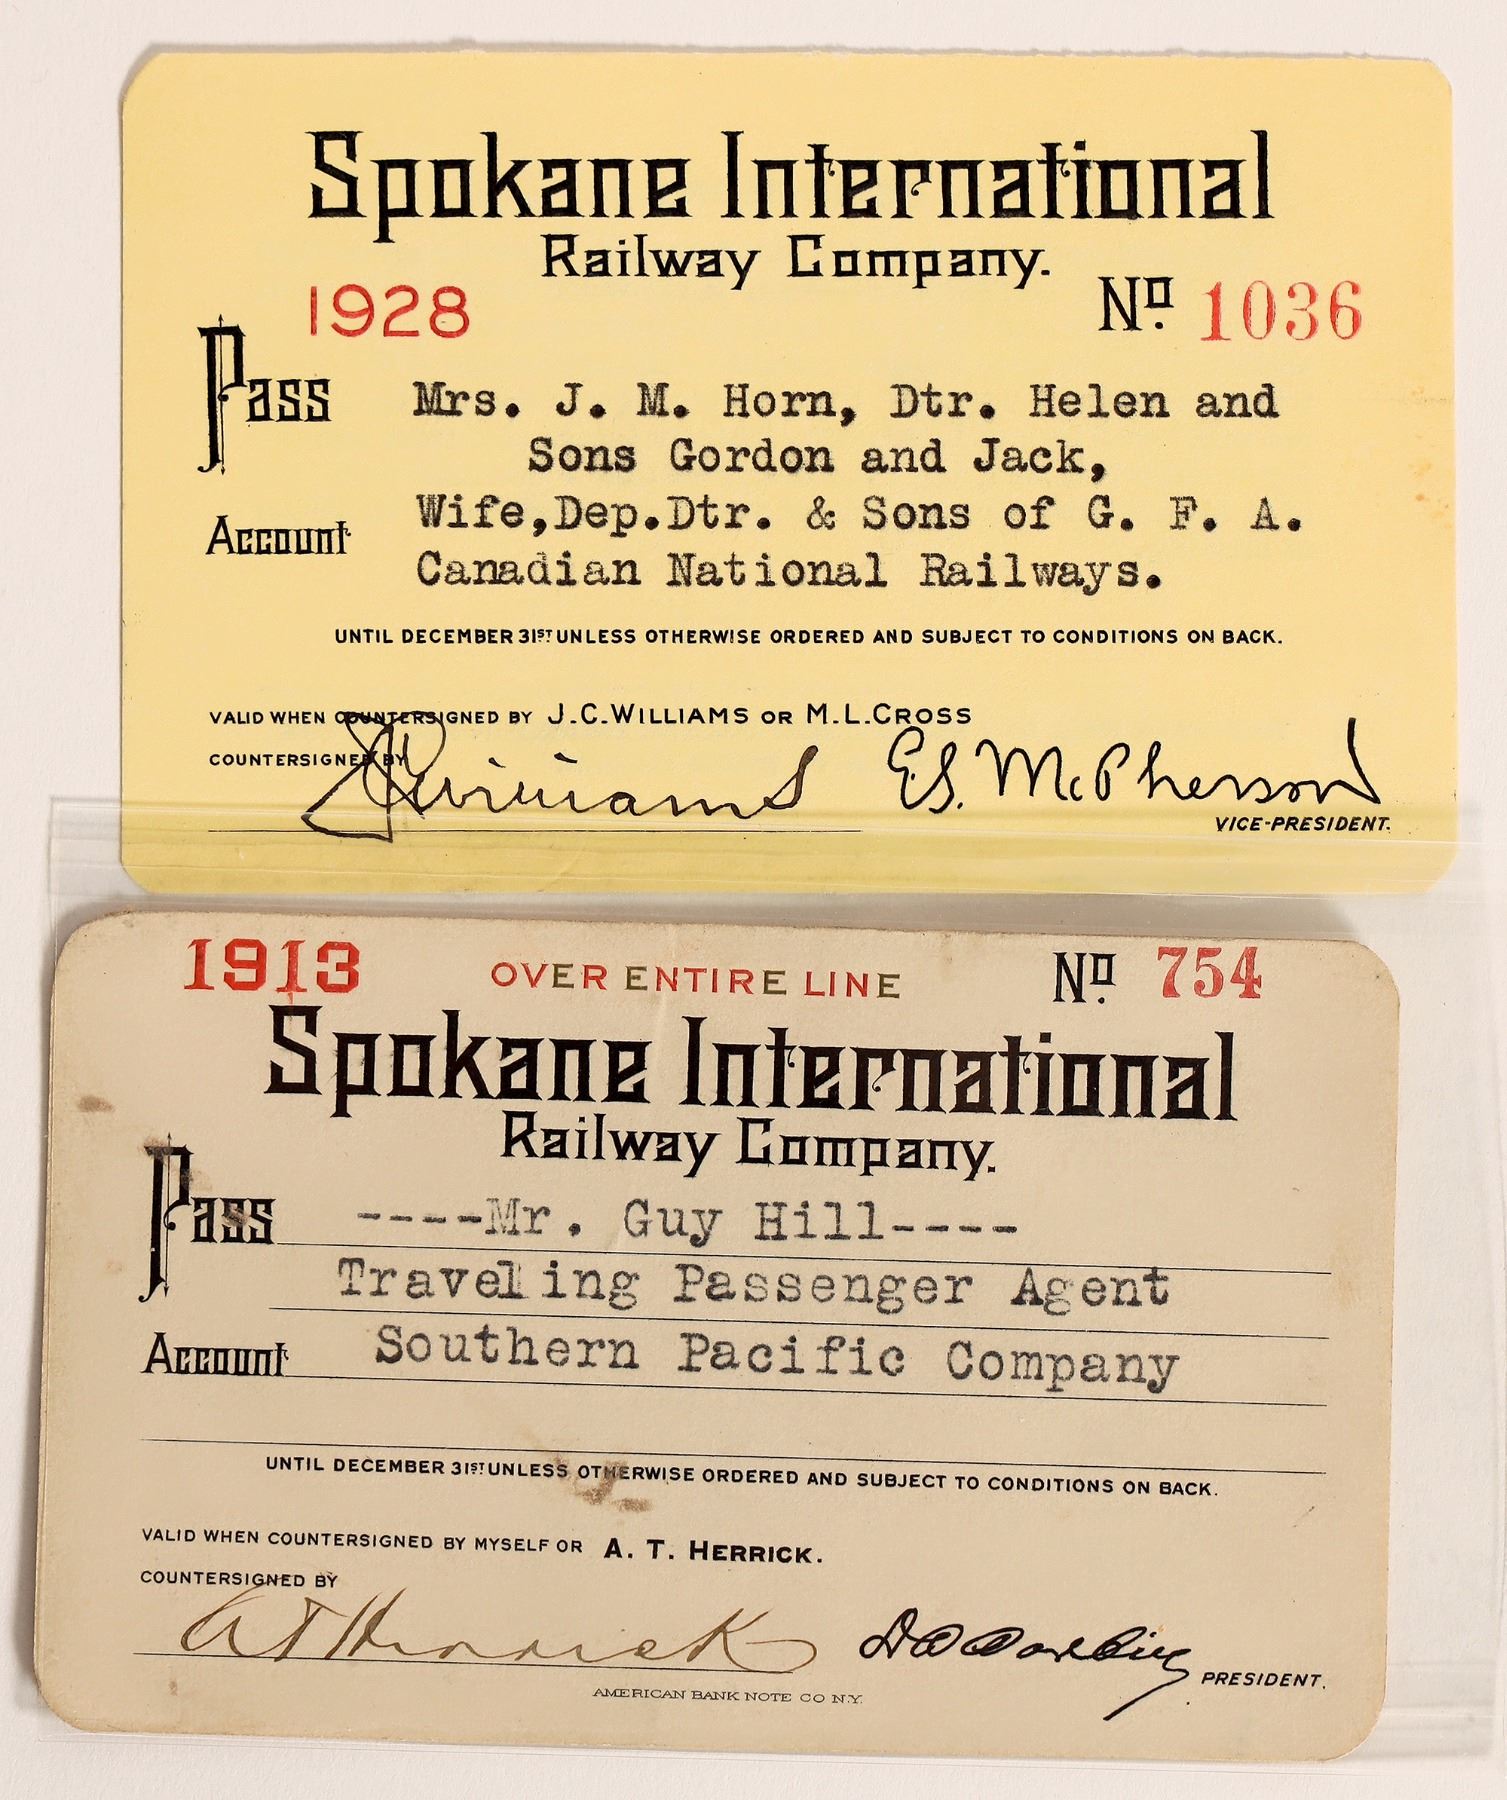 Spokane International
Railway Company.
1928 No. 1036
Pass Mrs. J. M. Horn, Dtr. Helen and
Sons Gordon and Jack,
Account Wife,Dep.Dtr. & Sons of G. F. A.
Canadian National Railways.
UNTIL DECEMBER 31ST UNLESS OTHERWISE ORDERED AND SUBJECT TO CONDITIONS ON BACK.
VALID WHEN COUNTERSIGNED BY J.C.WILLIAMS OR M.L.CROSS
COUNTERSIGNED BY
JCWilliams E.S. McPherson
VICE-PRESIDENT.
1913 OVER ENTIRE LINE No. 754
Spokane International
Railway Company.
Pass ----Mr. Guy Hill----
Traveling Passenger Agent
Account Southern Pacific Company
UNTIL DECEMBER 31ST UNLESS OTHERWISE ORDERED AND SUBJECT TO CONDITIONS ON BACK.
VALID WHEN COUNTERSIGNED BY MYSELF OR A. T. HERRICK.
COUNTERSIGNED BY
A T Herrick
PRESIDENT.
AMERICAN BANK NOTE CO N.Y.